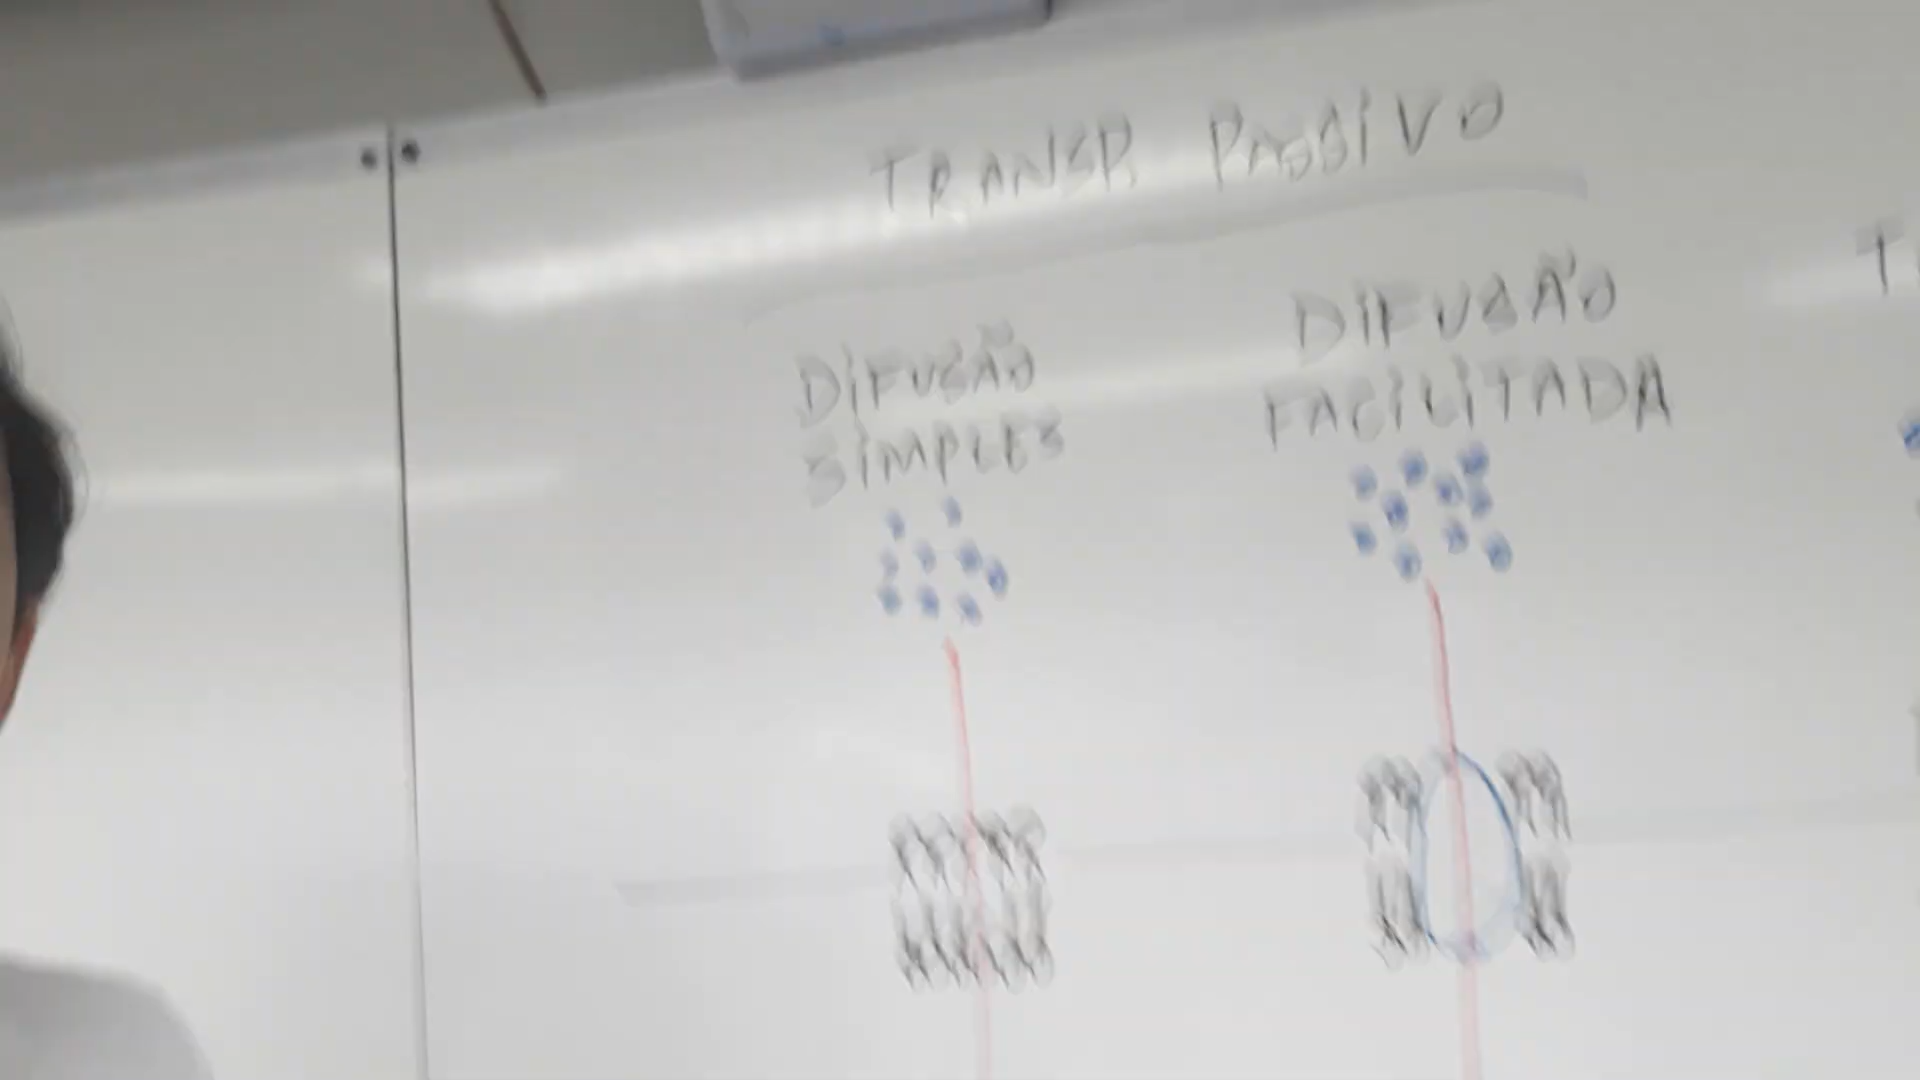 TRANSP. PASSIVO
DIFUSÃO
SIMPLES
DIFUSÃO
FACILITADA